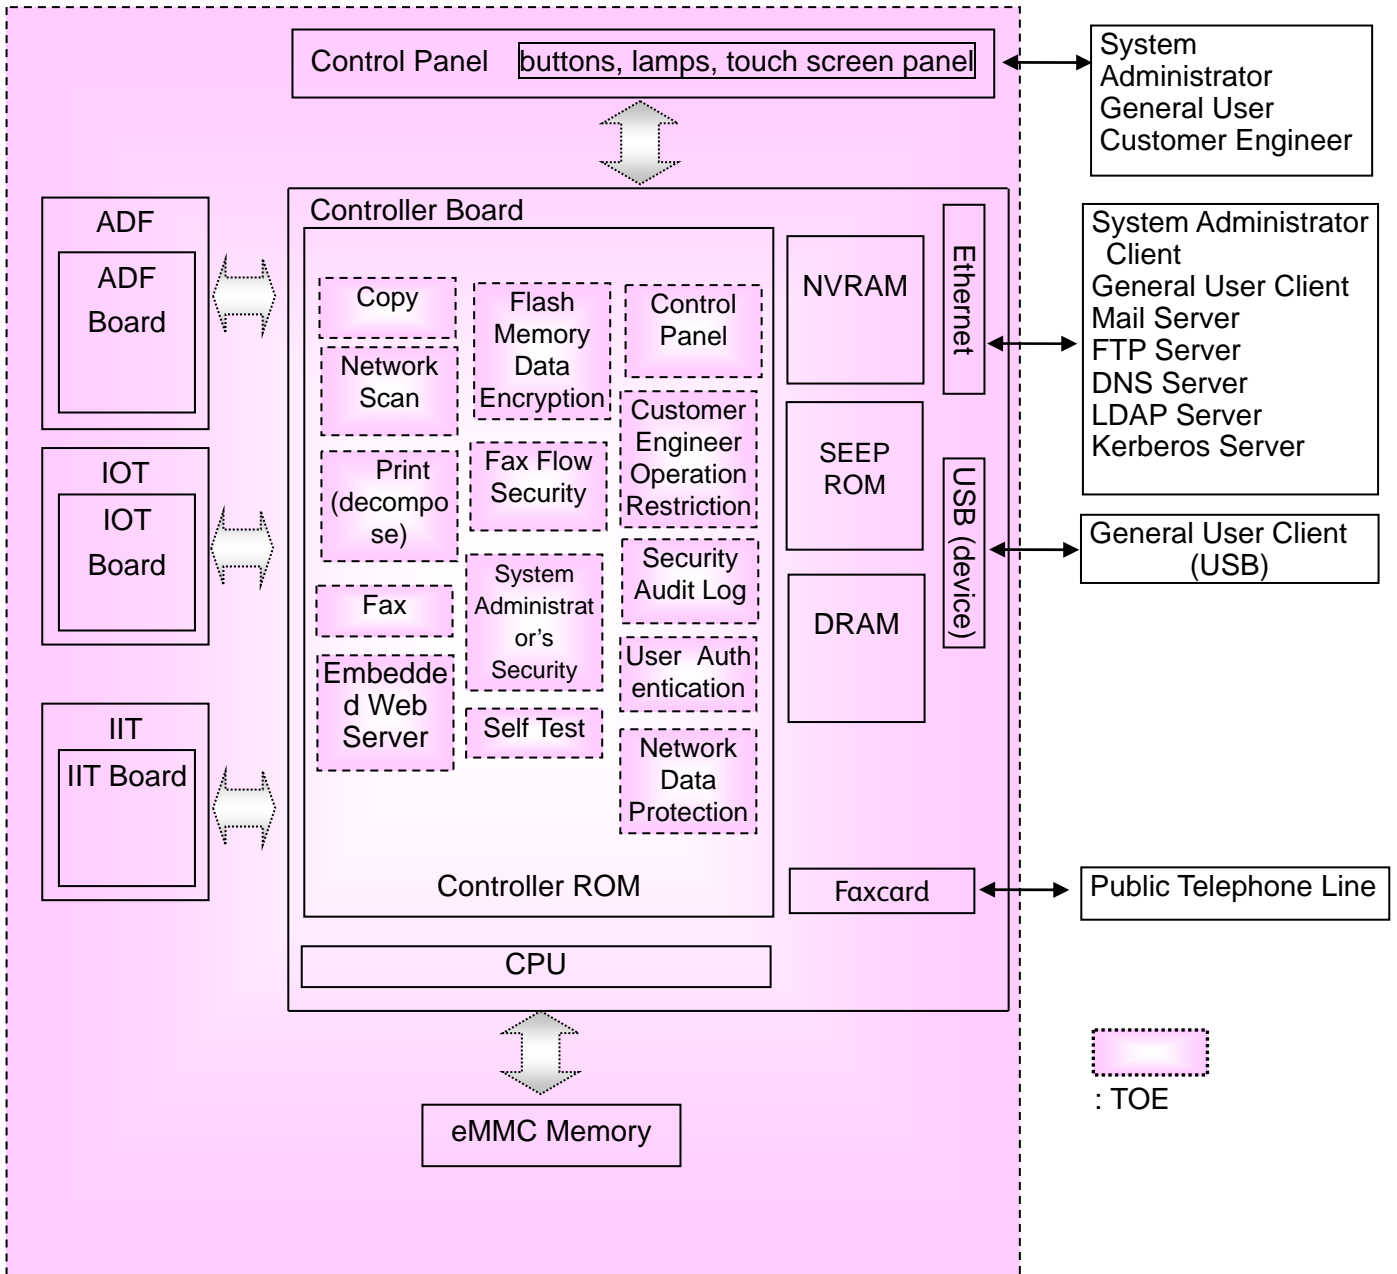 Control Panel
buttons, lamps, touch screen panel
System
Administrator
General User
Customer Engineer
ADF
ADF
Board
IOT
IOT
Board
IIT
IIT Board
Controller Board
Copy
Network
Scan
Print
(decompo
se)
Fax
Embedde
d Web
Server
Flash
Memory
Data
Encryption
Fax Flow
Security
System
Administrat
or's
Security
Self Test
Control
Panel
Customer
Engineer
Operation
Restriction
Security
Audit Log
User Auth
entication
Network
Data
Protection
Controller ROM
CPU
NVRAM
SEEP
ROM
DRAM
Ethernet
USB (device)
Faxcard
System Administrator
Client
General User Client
Mail Server
FTP Server
DNS Server
LDAP Server
Kerberos Server
General User Client
(USB)
Public Telephone Line
eMMC Memory
: TOE